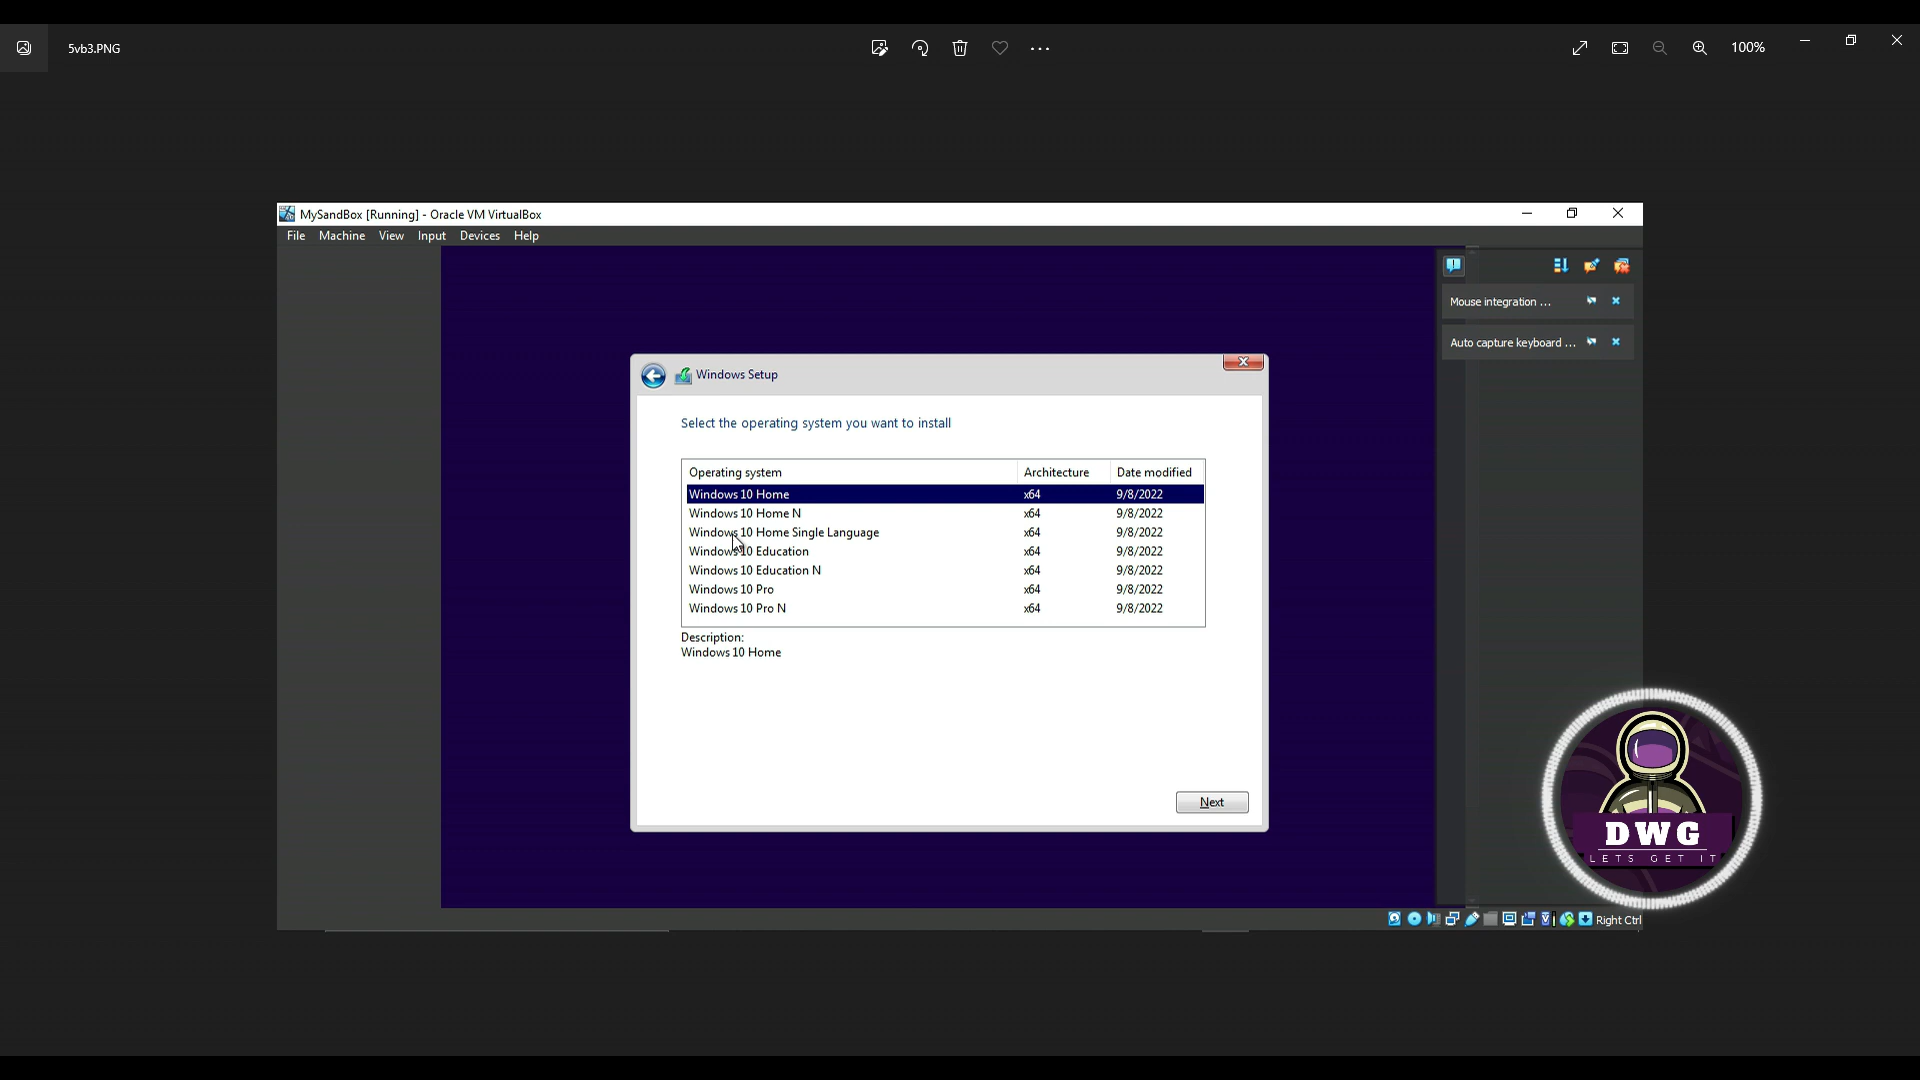 5vb3.PNG
100%
MySandBox [Running] - Oracle VM VirtualBox
File Machine View Input Devices Help
Mouse integration ...
Auto capture keyboard ...
Windows Setup
Select the operating system you want to install
Operating system Architecture Date modified
Windows 10 Home x64 9/8/2022
Windows 10 Home N x64 9/8/2022
Windows 10 Home Single Language x64 9/8/2022
Windows 10 Education x64 9/8/2022
Windows 10 Education N x64 9/8/2022
Windows 10 Pro x64 9/8/2022
Windows 10 Pro N x64 9/8/2022
Description:
Windows 10 Home
Next
DWG
LETS GET IT
Right Ctrl